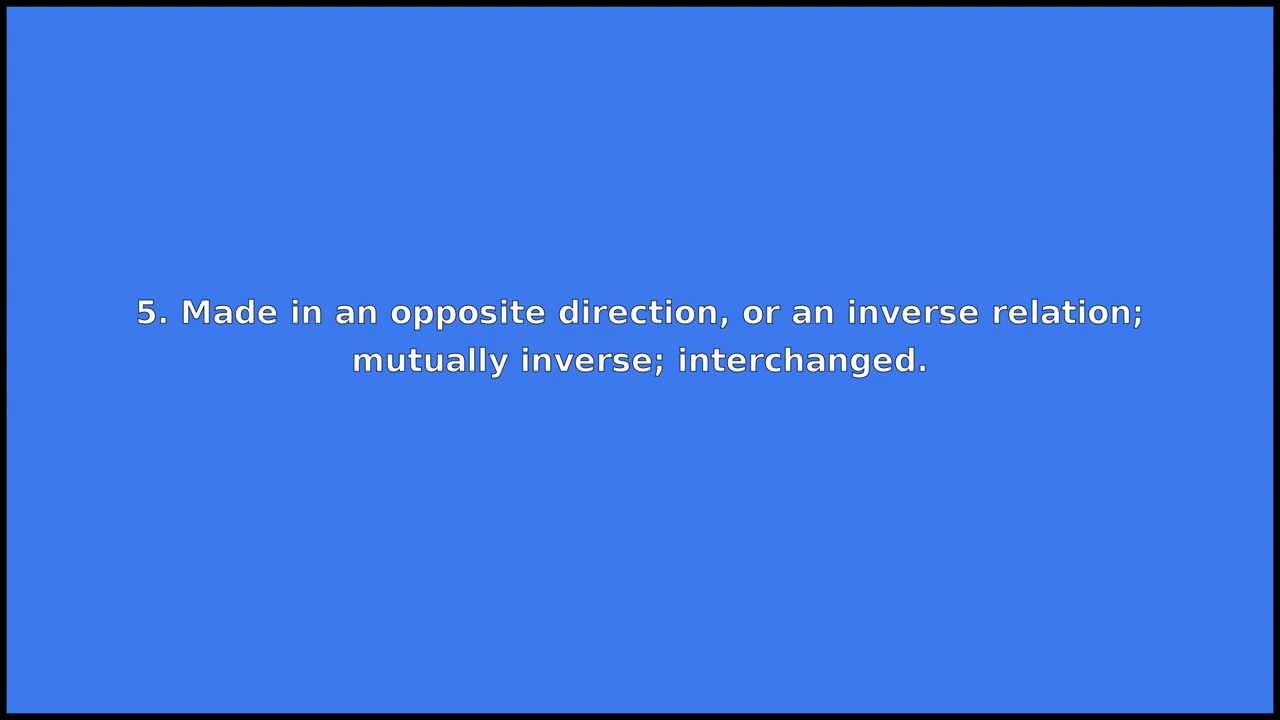 5. Made in an opposite direction, or an inverse relation;
mutually inverse; interchanged.